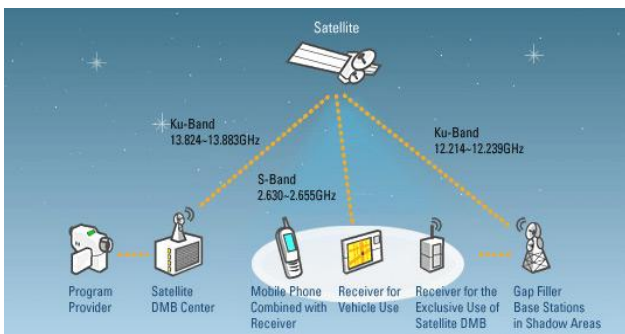 Satellite
Ku-Band
13.824~13.883GHz
Ku-Band
12.214~12.239GHz
S-Band
2.630~2.655GHz
Program
Provider
Satellite
DMB Center
Mobile Phone
Combined with
Receiver
Receiver for
Vehicle Use
Receiver for the
Exclusive Use of
Satellite DMB
Gap Filler
Base Stations
in Shadow Areas